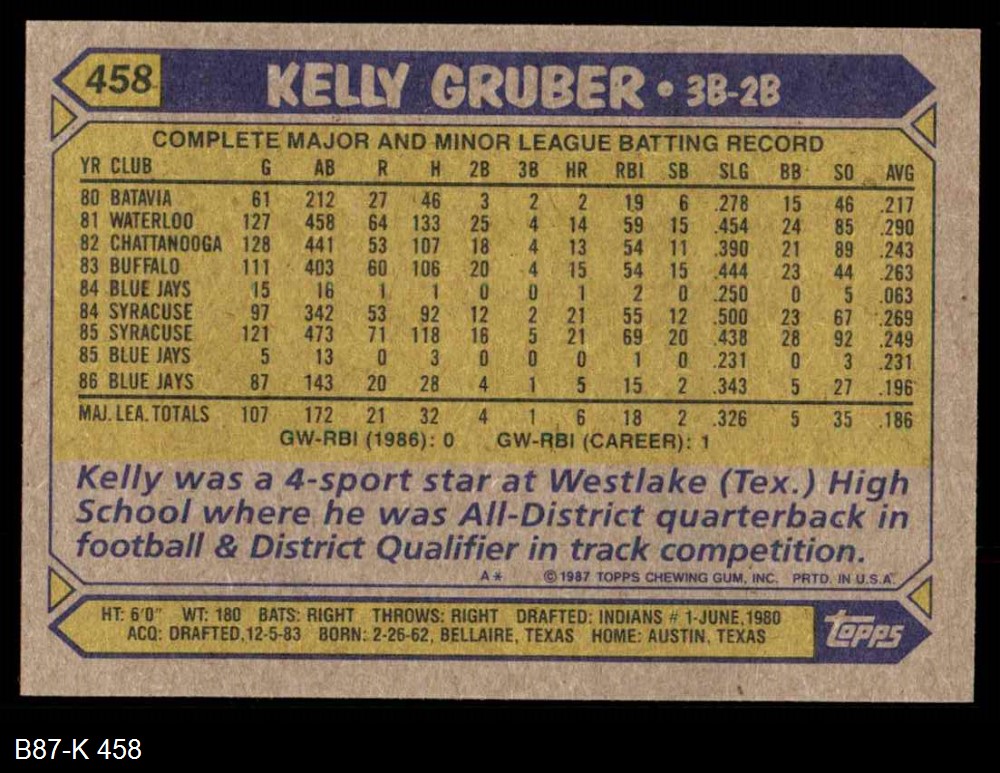 458 KELLY GRUBER • 3B-2B
COMPLETE MAJOR AND MINOR LEAGUE BATTING RECORD
YR CLUB G AB R H 2B 3B HR RBI SB SLG BB SO AVG
80 BATAVIA 61 212 27 46 3 2 2 19 6 .278 15 46 .217
81 WATERLOO 127 458 64 133 25 4 14 59 15 .454 24 85 .290
82 CHATTANOOGA 128 441 53 107 18 4 13 54 11 .390 21 89 .243
83 BUFFALO 111 403 60 106 20 4 15 54 15 .444 23 44 .263
84 BLUE JAYS 15 16 1 1 0 0 1 2 0 .250 0 5 .063
84 SYRACUSE 97 342 53 92 12 2 21 55 12 .500 23 67 .269
85 SYRACUSE 121 473 71 118 16 5 21 69 20 .438 28 92 .249
85 BLUE JAYS 5 13 0 3 0 0 0 1 0 .231 0 3 .231
86 BLUE JAYS 87 143 20 28 4 1 5 15 2 .343 5 27 .196
MAJ. LEA. TOTALS 107 172 21 32 4 1 6 18 2 .326 5 35 .186
GW-RBI (1986): 0 GW-RBI (CAREER): 1
Kelly was a 4-sport star at Westlake (Tex.) High
School where he was All-District quarterback in
football & District Qualifier in track competition.
A* ©1987 TOPPS CHEWING GUM, INC. PRTD. IN U.S.A.
HT: 6'0" WT: 180 BATS: RIGHT THROWS: RIGHT DRAFTED: INDIANS # 1-JUNE, 1980
ACQ: DRAFTED, 12-5-83 BORN: 2-26-62, BELLAIRE, TEXAS HOME: AUSTIN, TEXAS
topps
B87-K 458